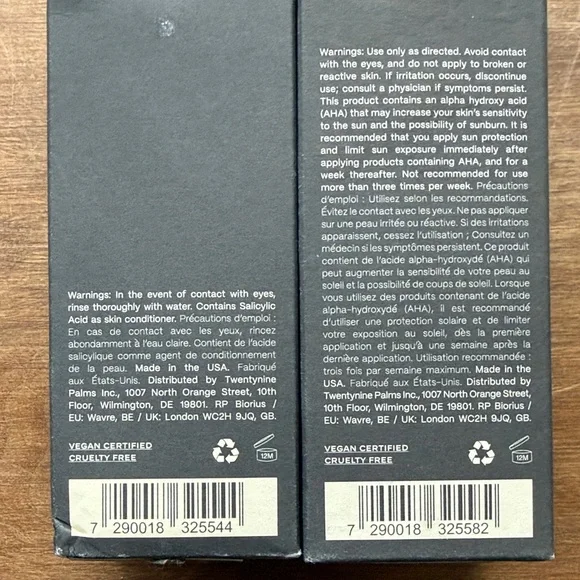 Warnings: In the event of contact with eyes,
rinse thoroughly with water. Contains Salicylic
Acid as skin conditioner. Précautions d'emploi :
En cas de contact avec les yeux, rincez
abondamment à l'eau claire. Contient de l'acide
salicylique comme agent de conditionnement
de la peau. Made in the USA. Fabriqué
aux États-Unis. Distributed by Twentynine
Palms Inc., 1007 North Orange Street, 10th
Floor, Wilmington, DE 19801. RP Biorius /
EU: Wavre, BE / UK: London WC2H 9JQ, GB.
VEGAN CERTIFIED
CRUELTY FREE
12M
7 290018 325544
Warnings: Use only as directed. Avoid contact
with the eyes, and do not apply to broken or
reactive skin. If irritation occurs, discontinue
use; consult a physician if symptoms persist.
This product contains an alpha hydroxy acid
(AHA) that may increase your skin's sensitivity
to the sun and the possibility of sunburn. It is
recommended that you apply sun protection
and limit sun exposure immediately after
applying products containing AHA, and for a
week thereafter. Not recommended for use
more than three times per week. Précautions
d'emploi : Utilisez selon les recommandations.
Évitez le contact avec les yeux. Ne pas appliquer
sur une peau irritée ou réactive. Si des irritations
apparaissent, cessez l'utilisation ; Consultez un
médecin si les symptômes persistent. Ce produit
contient de l'acide alpha-hydroxydé (AHA) qui
peut augmenter la sensibilité de votre peau au
soleil et la possibilité de coups de soleil. Lorsque
vous utilisez des produits contenant de l'acide
alpha-hydroxydé (AHA), il est recommandé
d'utiliser une protection solaire et de limiter
votre exposition au soleil, dès la première
application et jusqu'à une semaine après la
dernière application. Utilisation recommandée :
trois fois par semaine maximum. Made in the
USA. Fabriqué aux États-Unis. Distributed by
Twentynine Palms Inc., 1007 North Orange Street,
10th Floor, Wilmington, DE 19801. RP Biorius /
EU: Wavre, BE / UK: London WC2H 9JQ, GB.
VEGAN CERTIFIED
CRUELTY FREE
12M
7 290018 325582